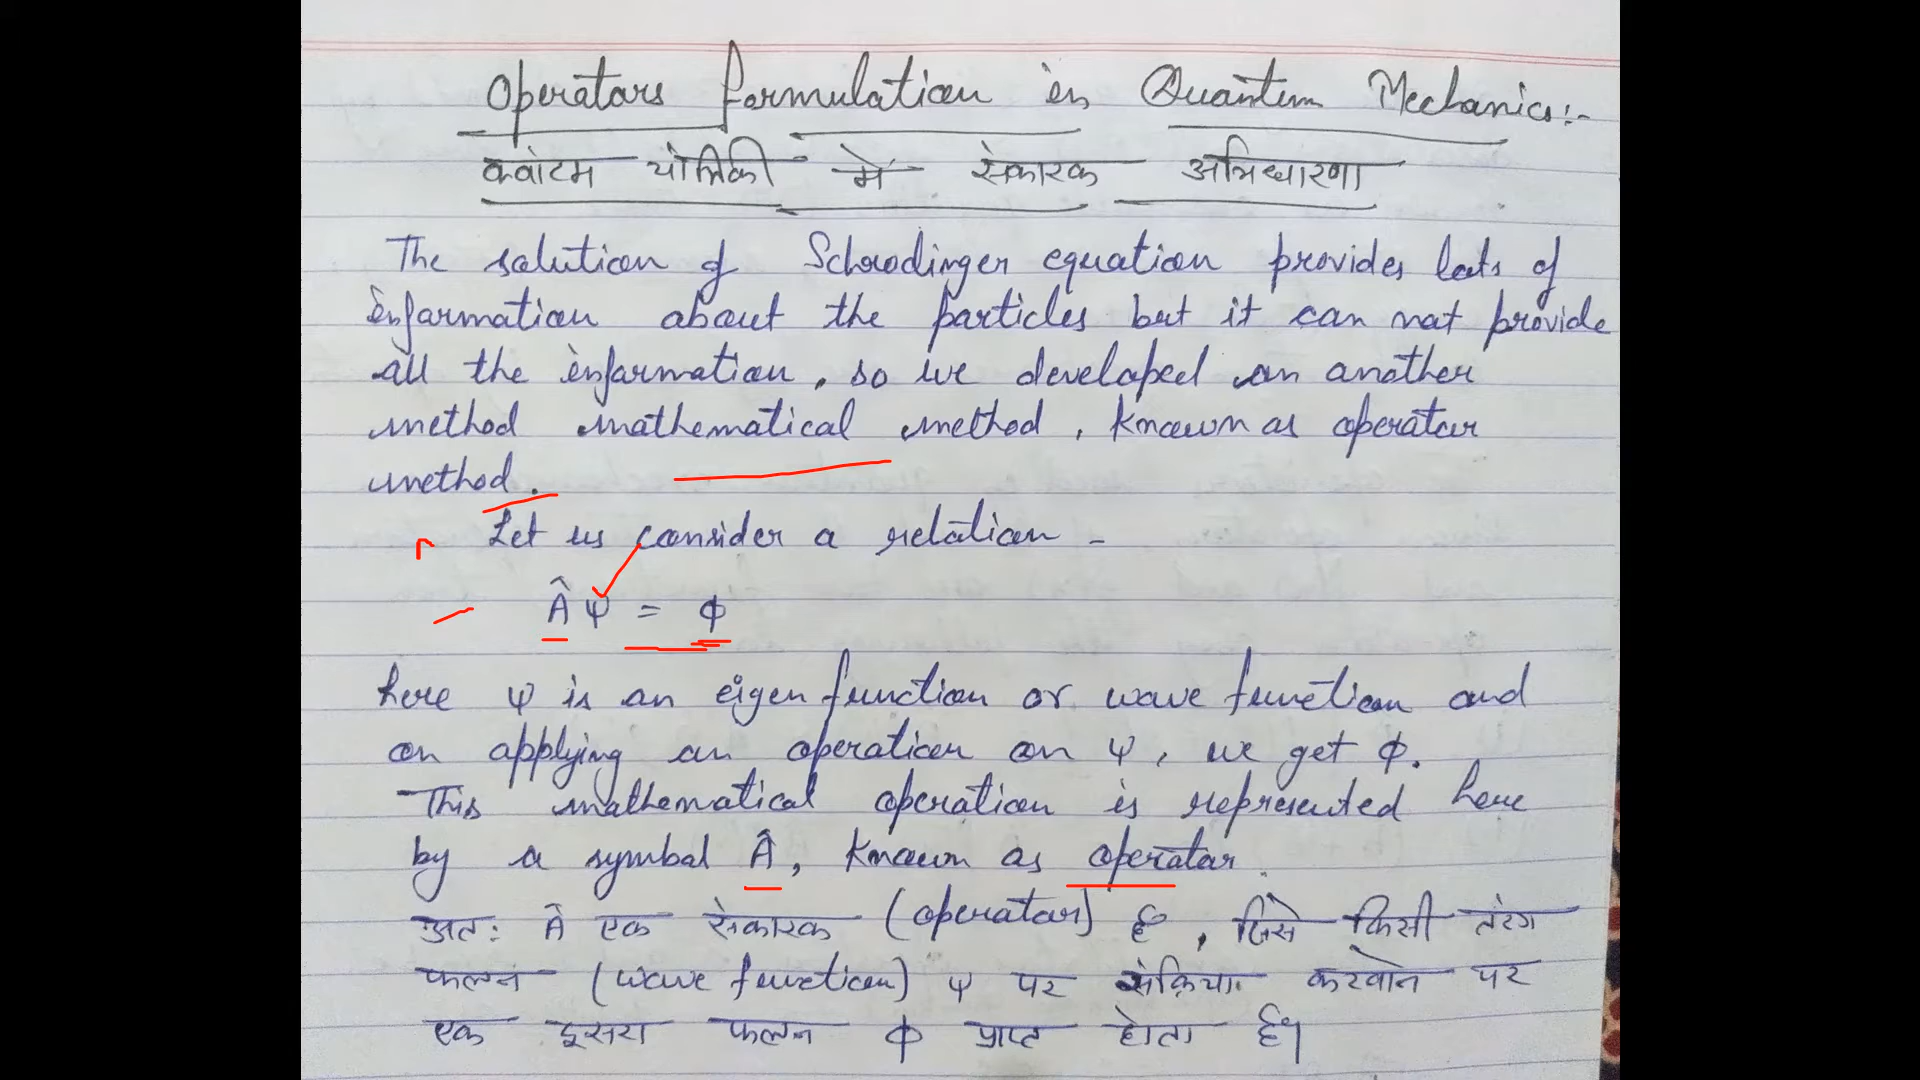 Operators formulation in Quantum Mechanics:-
क्वांटम यांत्रिकी में संकारक अभिधारणा
The solution of Schrodinger equation provides lots of
information about the particles but it can not provide
all the information, so we developed an another
method mathematical method, known as operator
method.
Let us consider a relation -
Âψ = ϕ
here ψ is an eigen function or wave function and
on applying an operation on ψ, we get ϕ.
This mathematical operation is represented here
by a symbol Â, known as operator.
अतः Â एक संकारक (operator) है, जिसे किसी तरंग
फलन (wave function) ψ पर संक्रिया करवाने पर
एक दूसरा फलन ϕ प्राप्त होता है।